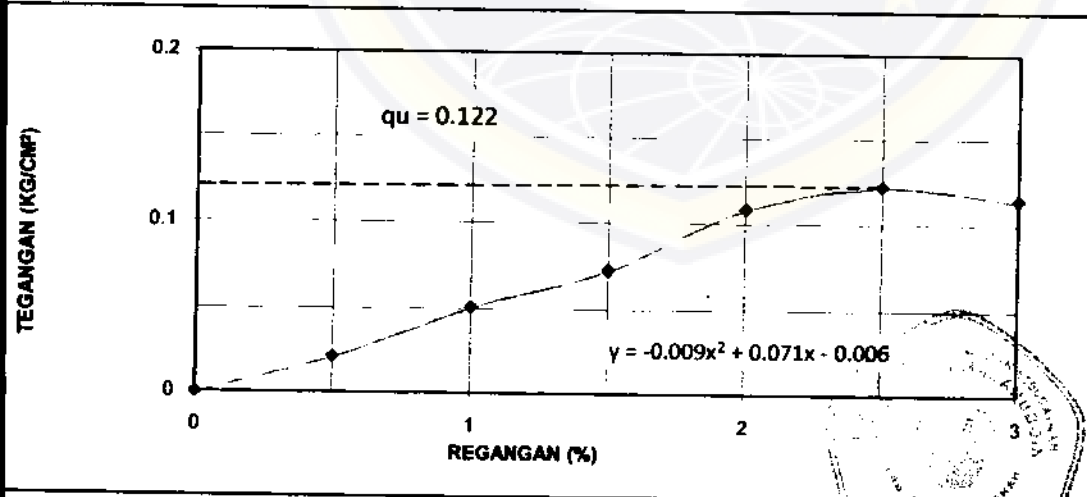 0.2
qu = 0.122
TEGANGAN (KG/CM²)
0.1
y = -0.009x² + 0.071x - 0.006
0
0
1
2
3
REGANGAN (%)